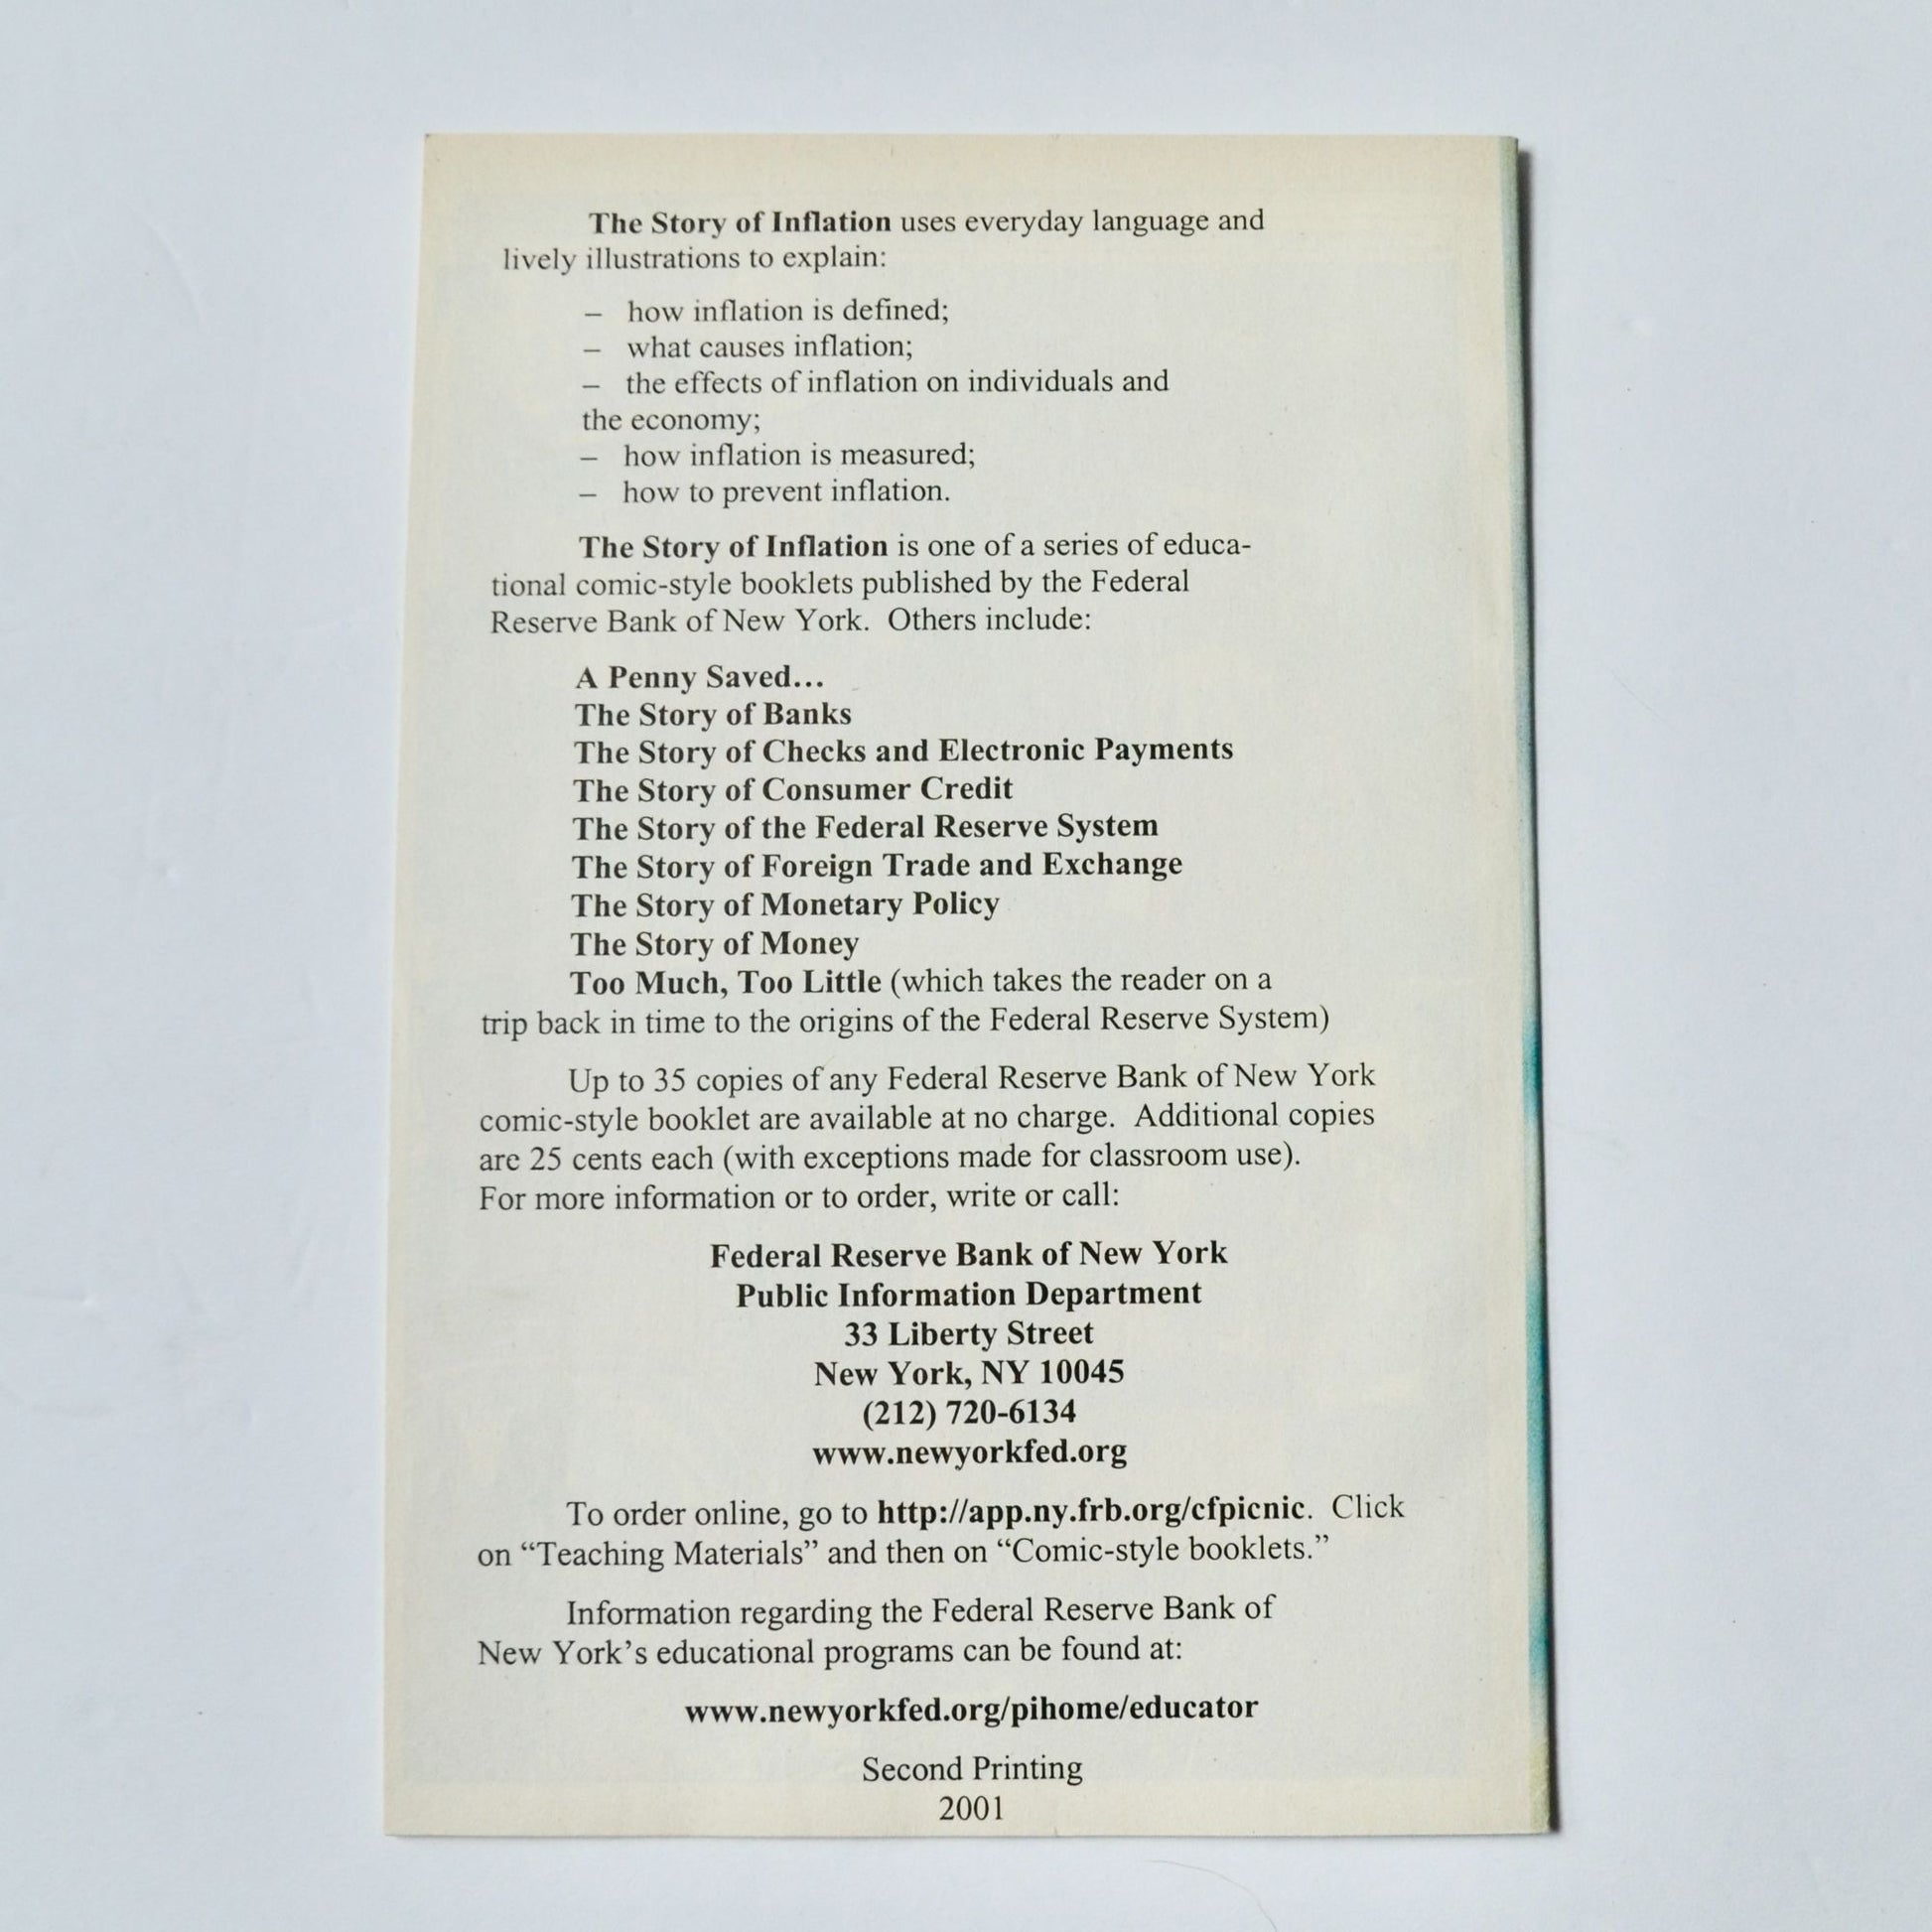 The Story of Inflation uses everyday language and
lively illustrations to explain:
– how inflation is defined;
– what causes inflation;
– the effects of inflation on individuals and
the economy;
– how inflation is measured;
– how to prevent inflation.
The Story of Inflation is one of a series of educa-
tional comic-style booklets published by the Federal
Reserve Bank of New York. Others include:
A Penny Saved...
The Story of Banks
The Story of Checks and Electronic Payments
The Story of Consumer Credit
The Story of the Federal Reserve System
The Story of Foreign Trade and Exchange
The Story of Monetary Policy
The Story of Money
Too Much, Too Little (which takes the reader on a
trip back in time to the origins of the Federal Reserve System)
Up to 35 copies of any Federal Reserve Bank of New York
comic-style booklet are available at no charge. Additional copies
are 25 cents each (with exceptions made for classroom use).
For more information or to order, write or call:
Federal Reserve Bank of New York
Public Information Department
33 Liberty Street
New York, NY 10045
(212) 720-6134
www.newyorkfed.org
To order online, go to http://app.ny.frb.org/cfpicnic. Click
on “Teaching Materials” and then on “Comic-style booklets.”
Information regarding the Federal Reserve Bank of
New York’s educational programs can be found at:
www.newyorkfed.org/pihome/educator
Second Printing
2001